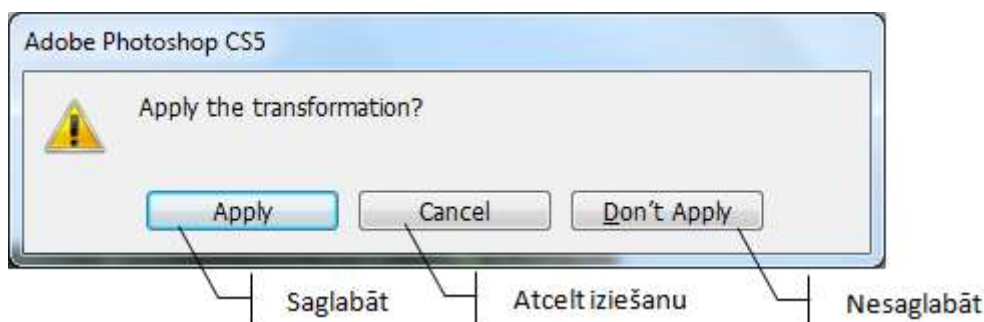 Adobe Photoshop CS5
Apply the transformation?
Apply Cancel Don't Apply
Saglabāt Atcelt iziešanu Nesaglabāt